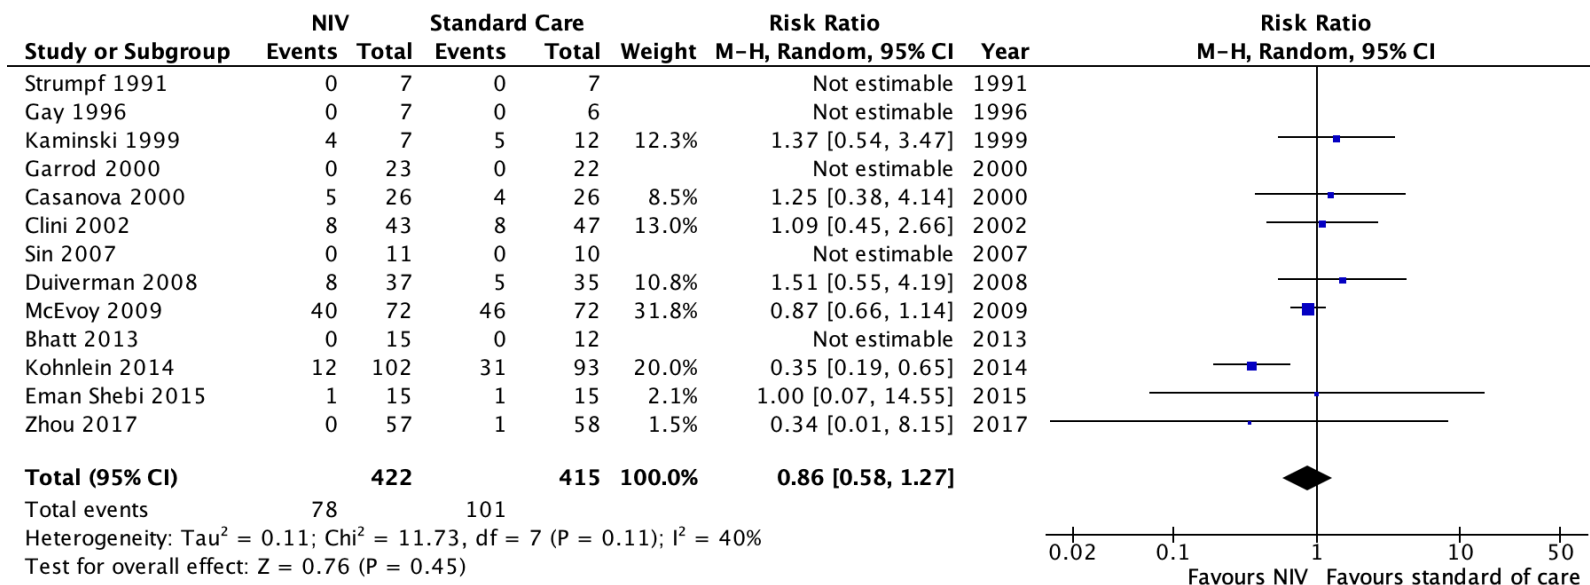 NIV Standard Care Risk Ratio Risk Ratio
Study or Subgroup Events Total Events Total Weight M-H, Random, 95% CI Year M-H, Random, 95% CI
Strumpf 1991 0 7 0 7 Not estimable 1991
Gay 1996 0 7 0 6 Not estimable 1996
Kaminski 1999 4 7 5 12 12.3% 1.37 [0.54, 3.47] 1999
Garrod 2000 0 23 0 22 Not estimable 2000
Casanova 2000 5 26 4 26 8.5% 1.25 [0.38, 4.14] 2000
Clini 2002 8 43 8 47 13.0% 1.09 [0.45, 2.66] 2002
Sin 2007 0 11 0 10 Not estimable 2007
Duiverman 2008 8 37 5 35 10.8% 1.51 [0.55, 4.19] 2008
McEvoy 2009 40 72 46 72 31.8% 0.87 [0.66, 1.14] 2009
Bhatt 2013 0 15 0 12 Not estimable 2013
Kohnlein 2014 12 102 31 93 20.0% 0.35 [0.19, 0.65] 2014
Eman Shebi 2015 1 15 1 15 2.1% 1.00 [0.07, 14.55] 2015
Zhou 2017 0 57 1 58 1.5% 0.34 [0.01, 8.15] 2017
Total (95% CI) 422 415 100.0% 0.86 [0.58, 1.27]
Total events 78 101
Heterogeneity: Tau² = 0.11; Chi² = 11.73, df = 7 (P = 0.11); I² = 40%
Test for overall effect: Z = 0.76 (P = 0.45)
0.02 0.1 1 10 50
Favours NIV Favours standard of care